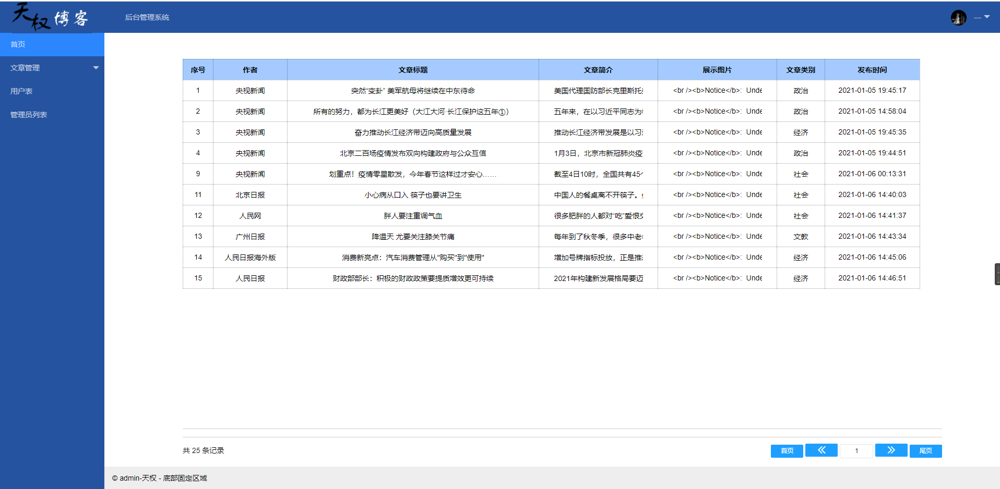 天权博客
后台管理系统
首页
文章管理
用户表
管理员列表
序号 作者 文章标题 文章简介 展示图片 文章类别 发布时间
1 央视新闻 突然“变卦” 美军航母将继续在中东待命 美国代理国防部长克里斯托 <br /><b>Notice</b>: Unde 政治 2021-01-05 19:45:17
2 央视新闻 所有的努力，都为长江更美好（大江大河·长江保护这五年①） 五年来，在以习近平同志为 <br /><b>Notice</b>: Unde 政治 2021-01-05 14:58:04
3 央视新闻 奋力推动长江经济带迈向高质量发展 推动长江经济带发展是以习 <br /><b>Notice</b>: Unde 经济 2021-01-05 19:45:35
4 央视新闻 北京二百场疫情发布双向构建政府与公众互信 1月3日，北京市新冠肺炎疫 <br /><b>Notice</b>: Unde 政治 2021-01-05 19:44:51
9 央视新闻 划重点！疫情零星散发，今年春节这样过才安心…… 截至4日10时，全国共有45 <br /><b>Notice</b>: Unde 社会 2021-01-06 00:13:31
11 北京日报 小心病从口入 筷子也要讲卫生 中国人的餐桌离不开筷子。 <br /><b>Notice</b>: Unde 社会 2021-01-06 14:40:03
12 人民网 胖人要注重调气血 很多肥胖的人都对“吃”爱恨 <br /><b>Notice</b>: Unde 社会 2021-01-06 14:41:37
13 广州日报 降温天 尤要关注膝关节痛 每年到了秋冬季，很多中老 <br /><b>Notice</b>: Unde 文教 2021-01-06 14:43:34
14 人民日报海外版 消费新亮点：汽车消费管理从"购买"到"使用" 增加号牌指标投放，正是推 <br /><b>Notice</b>: Unde 经济 2021-01-06 14:45:06
15 人民日报 财政部部长：积极的财政政策要提质增效更可持续 2021年构建新发展格局要迈 <br /><b>Notice</b>: Unde 经济 2021-01-06 14:46:51
共 25 条记录
首页 1 尾页
© admin-天权 - 底部固定区域